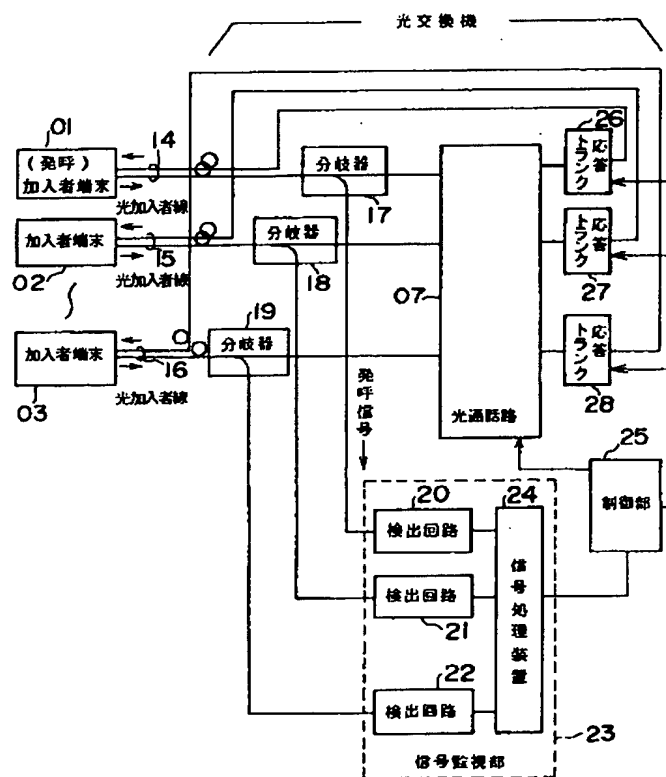 光交換機
01
(発呼)
加入者端末
14
光加入者線
分岐器
17
26
応答
トランク
加入者端末
02
15
光加入者線
分岐器
18
07
27
応答
トランク
加入者端末
03
16
光加入者線
19
分岐器
発呼信号
光通話路
28
応答
トランク
25
制御部
20
検出回路
24
信号処理装置
検出回路
21
22
検出回路
23
信号監視部